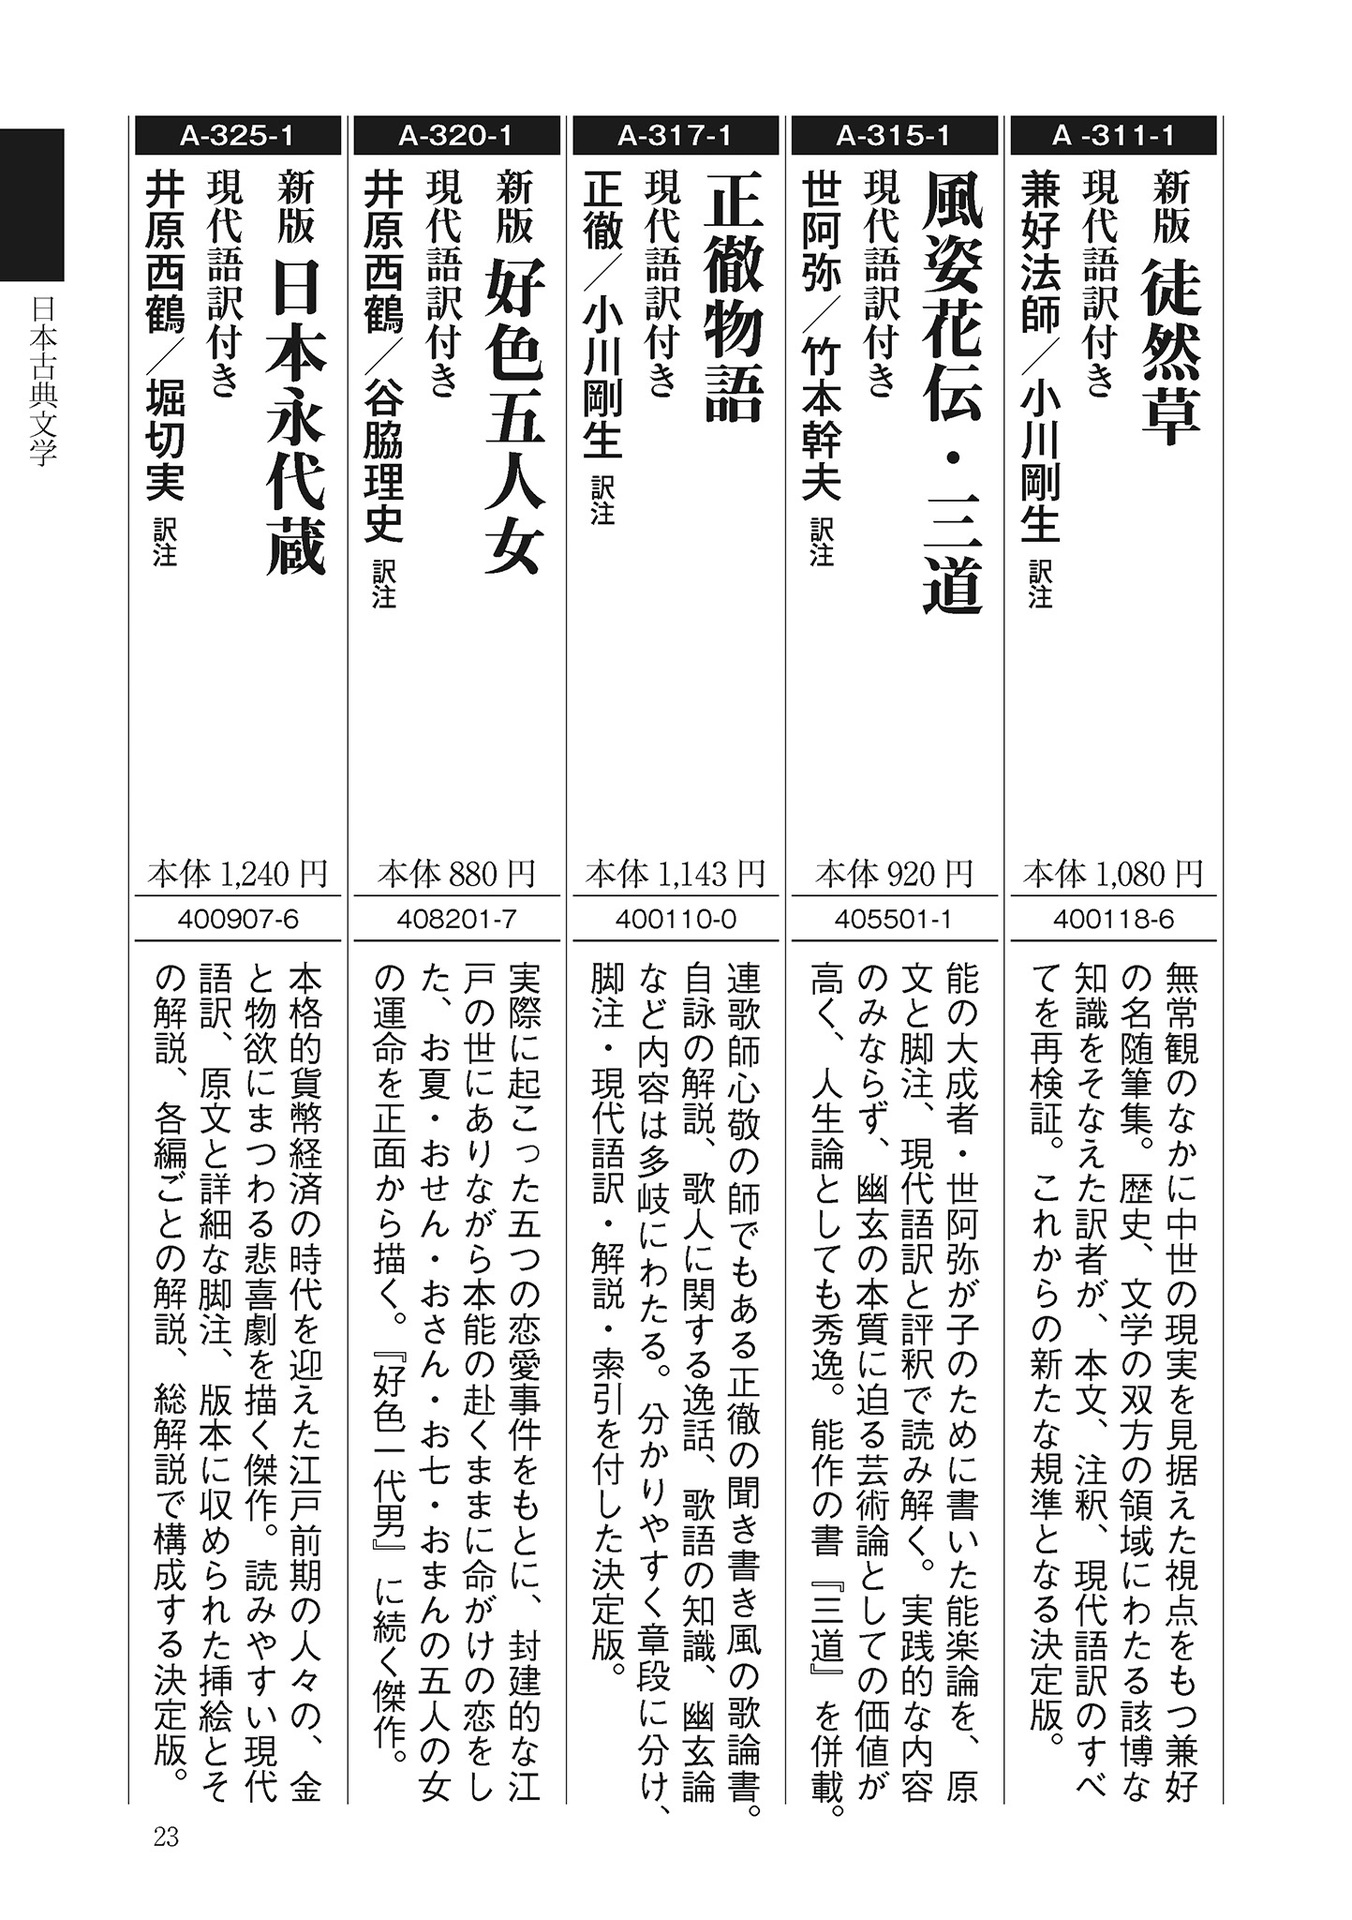 A-311-1
新版 徒然草
現代語訳付き
兼好法師／小川剛生 訳注
本体 1,080 円
400118-6
無常観のなかに中世の現実を見据えた視点をもつ兼好
の名随筆集。歴史、文学の双方の領域にわたる該博な
知識をそなえた訳者が、本文、注釈、現代語訳のすべ
てを再検証。これからの新たな規準となる決定版。
A-315-1
風姿花伝・三道
現代語訳付き
世阿弥／竹本幹夫 訳注
本体 920 円
405501-1
能の大成者・世阿弥が子のために書いた能楽論を、原
文と脚注、現代語訳と評釈で読み解く。実践的な内容
のみならず、幽玄の本質に迫る芸術論としての価値が
高く、人生論としても秀逸。能作の書『三道』を併載。
A-317-1
正徹物語
現代語訳付き
正徹／小川剛生 訳注
本体 1,143 円
400110-0
連歌師心敬の師でもある正徹の聞き書き風の歌論書。
自詠の解説、歌人に関する逸話、歌語の知識、幽玄論
など内容は多岐にわたる。分かりやすく章段に分け、
脚注・現代語訳・解説・索引を付した決定版。
A-320-1
新版 好色五人女
現代語訳付き
井原西鶴／谷脇理史 訳注
本体 880 円
408201-7
実際に起こった五つの恋愛事件をもとに、封建的な江
戸の世にありながら本能の赴くままに命がけの恋をし
た、お夏・おせん・おさん・お七・おまんの五人の女
の運命を正面から描く。『好色一代男』に続く傑作。
A-325-1
新版 日本永代蔵
現代語訳付き
井原西鶴／堀切実 訳注
本体 1,240 円
400907-6
本格的貨幣経済の時代を迎えた江戸前期の人々の、金
と物欲にまつわる悲喜劇を描く傑作。読みやすい現代
語訳、原文と詳細な脚注、版本に収められた挿絵とそ
の解説、各編ごとの解説、総解説で構成する決定版。
日本古典文学
23